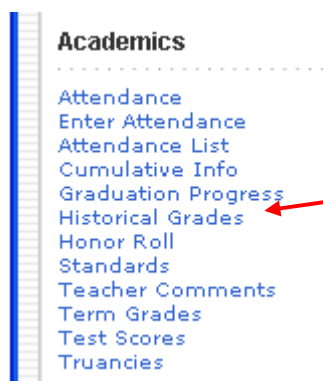 Academics
Attendance
Enter Attendance
Attendance List
Cumulative Info
Graduation Progress
Historical Grades
Honor Roll
Standards
Teacher Comments
Term Grades
Test Scores
Truancies